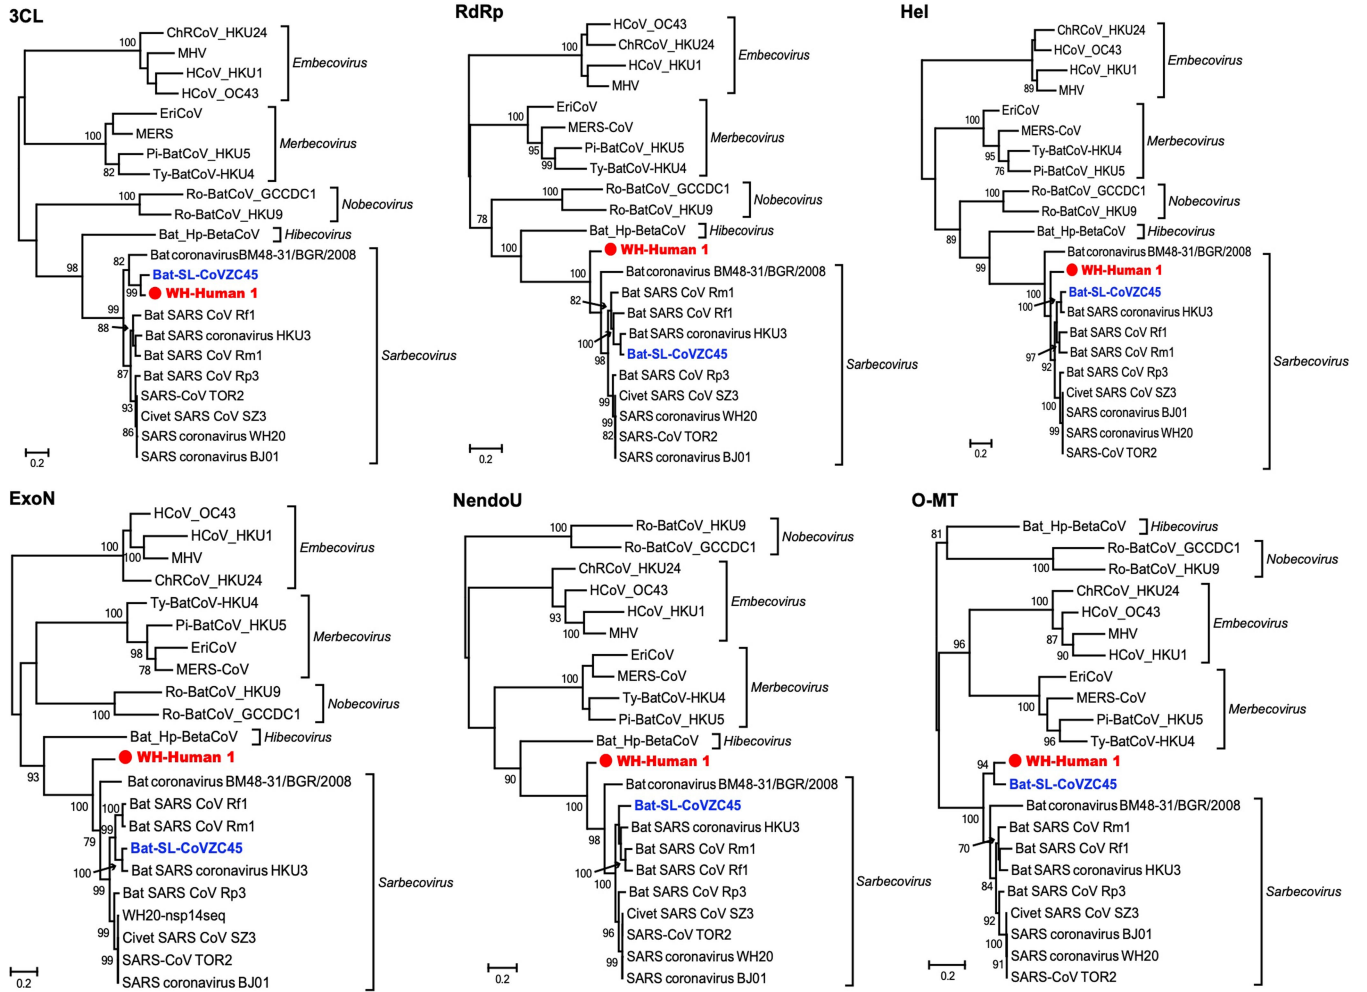 3CL
ChRCoV_HKU24
100
MHV
HCoV_HKU1
HCoV_OC43
Embecovirus
EriCoV
100
MERS
Pi-BatCoV_HKU5
82
Ty-BatCoV-HKU4
Merbecovirus
Ro-BatCoV_GCCDC1
100
Ro-BatCoV_HKU9
Nobecovirus
Bat_Hp-BetaCoV
Hibecovirus
98
Bat coronavirusBM48-31/BGR/2008
82
Bat-SL-CoVZC45
99
WH-Human 1
99
Bat SARS CoV Rf1
88
Bat SARS coronavirus HKU3
Bat SARS CoV Rm1
87
Bat SARS CoV Rp3
SARS-CoV TOR2
93
Civet SARS CoV SZ3
86
SARS coronavirus WH20
SARS coronavirus BJ01
Sarbecovirus
0.2
RdRp
HCoV_OC43
100
ChRCoV_HKU24
HCoV_HKU1
MHV
Embecovirus
EriCoV
100
MERS-CoV
95
Pi-BatCoV_HKU5
99
Ty-BatCoV-HKU4
Merbecovirus
Ro-BatCoV_GCCDC1
100
Ro-BatCoV_HKU9
Nobecovirus
78
Bat_Hp-BetaCoV
Hibecovirus
100
WH-Human 1
100
Bat coronavirus BM48-31/BGR/2008
Bat SARS CoV Rm1
82
Bat SARS CoV Rf1
Bat SARS coronavirus HKU3
100
Bat-SL-CoVZC45
98
Bat SARS CoV Rp3
Civet SARS CoV SZ3
99
SARS coronavirus WH20
99
SARS-CoV TOR2
82
SARS coronavirus BJ01
Sarbecovirus
0.2
Hel
ChRCoV_HKU24
HCoV_OC43
HCoV_HKU1
89
MHV
Embecovirus
EriCoV
100
MERS-CoV
95
Ty-BatCoV-HKU4
76
Pi-BatCoV_HKU5
Merbecovirus
Ro-BatCoV_GCCDC1
100
Ro-BatCoV_HKU9
Nobecovirus
89
Bat_Hp-BetaCoV
Hibecovirus
99
Bat coronavirusBM48-31/BGR/2008
WH-Human 1
100
Bat-SL-CoVZC45
100
Bat SARS coronavirus HKU3
Bat SARS CoV Rf1
97
Bat SARS CoV Rm1
92
Bat SARS CoV Rp3
Civet SARS CoV SZ3
100
SARS coronavirus BJ01
99
SARS coronavirus WH20
SARS-CoV TOR2
Sarbecovirus
0.2
ExoN
HCoV_OC43
HCoV_HKU1
100
100
MHV
ChRCoV_HKU24
Embecovirus
Ty-BatCoV-HKU4
100
Pi-BatCoV_HKU5
98
EriCoV
78
MERS-CoV
Merbecovirus
Ro-BatCoV_HKU9
100
Ro-BatCoV_GCCDC1
Nobecovirus
Bat_Hp-BetaCoV
Hibecovirus
93
WH-Human 1
Bat coronavirus BM48-31/BGR/2008
100
100
Bat SARS CoV Rf1
99
Bat SARS CoV Rm1
79
Bat-SL-CoVZC45
100
Bat SARS coronavirus HKU3
99
Bat SARS CoV Rp3
WH20-nsp14seq
99
Civet SARS CoV SZ3
99
SARS-CoV TOR2
SARS coronavirus BJ01
Sarbecovirus
0.2
NendoU
100
Ro-BatCoV_HKU9
Ro-BatCoV_GCCDC1
Nobecovirus
ChRCoV_HKU24
HCoV_OC43
93
HCoV_HKU1
100
MHV
Embecovirus
EriCoV
100
MERS-CoV
Ty-BatCoV-HKU4
Pi-BatCoV_HKU5
Merbecovirus
Bat_Hp-BetaCoV
Hibecovirus
90
WH-Human 1
100
Bat coronavirus BM48-31/BGR/2008
Bat-SL-CoVZC45
98
Bat SARS coronavirus HKU3
Bat SARS CoV Rm1
100
Bat SARS CoV Rf1
100
Bat SARS CoV Rp3
Civet SARS CoV SZ3
96
SARS-CoV TOR2
99
SARS coronavirus WH20
SARS coronavirus BJ01
Sarbecovirus
0.2
O-MT
81
Bat_Hp-BetaCoV
Hibecovirus
Ro-BatCoV_GCCDC1
100
Ro-BatCoV_HKU9
Nobecovirus
ChRCoV_HKU24
100
HCoV_OC43
87
MHV
90
HCoV_HKU1
Embecovirus
96
EriCoV
MERS-CoV
100
Pi-BatCoV_HKU5
96
Ty-BatCoV-HKU4
Merbecovirus
94
WH-Human 1
Bat-SL-CoVZC45
Bat coronavirus BM48-31/BGR/2008
100
Bat SARS CoV Rm1
70
Bat SARS CoV Rf1
Bat SARS coronavirus HKU3
84
Bat SARS CoV Rp3
92
Civet SARS CoV SZ3
SARS coronavirus BJ01
100
SARS coronavirus WH20
91
SARS-CoV TOR2
Sarbecovirus
0.2